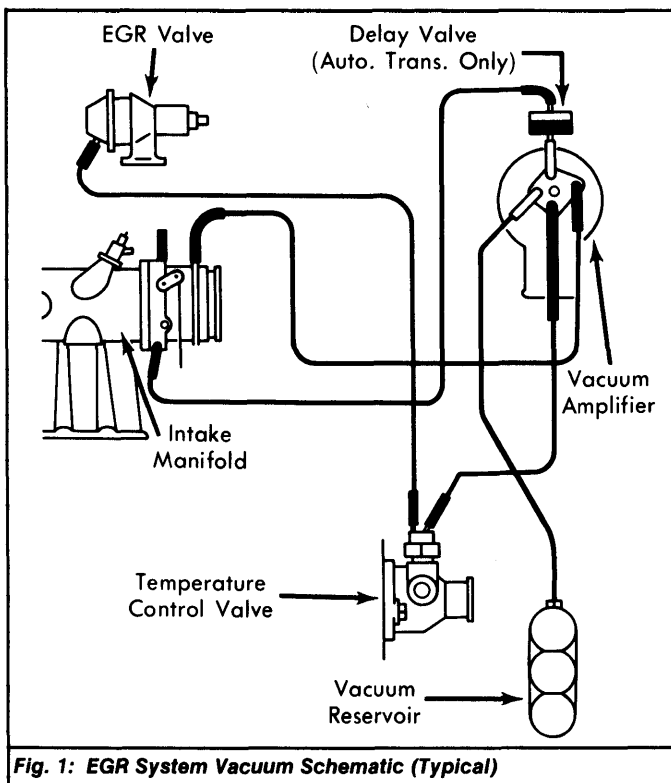 EGR Valve
Delay Valve
(Auto. Trans. Only)
Vacuum
Amplifier
Intake
Manifold
Temperature
Control Valve
Vacuum
Reservoir
Fig. 1: EGR System Vacuum Schematic (Typical)